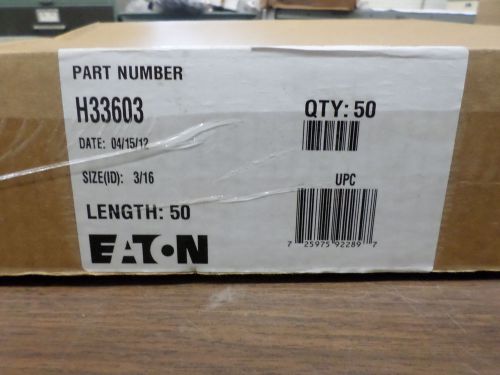 PART NUMBER
H33603
QTY: 50
DATE: 04/15/12
SIZE(ID): 3/16
UPC
LENGTH: 50
EATON
7 25975 92289 7